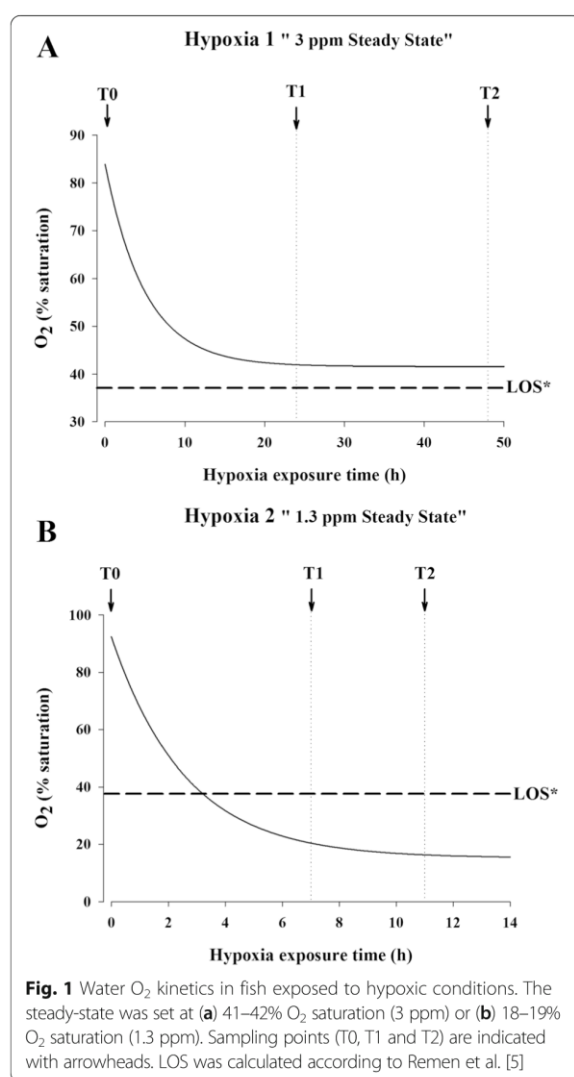 A
Hypoxia 1 " 3 ppm Steady State"
T0 T1 T2
90
80
70
60
50
40
30
O2 (% saturation)
LOS*
0 10 20 30 40 50
Hypoxia exposure time (h)
B
Hypoxia 2 " 1.3 ppm Steady State"
T0 T1 T2
100
80
60
40
20
0
O2 (% saturation)
LOS*
0 2 4 6 8 10 12 14
Hypoxia exposure time (h)
Fig. 1 Water O2 kinetics in fish exposed to hypoxic conditions. The
steady-state was set at (a) 41–42% O2 saturation (3 ppm) or (b) 18–19%
O2 saturation (1.3 ppm). Sampling points (T0, T1 and T2) are indicated
with arrowheads. LOS was calculated according to Remen et al. [5]